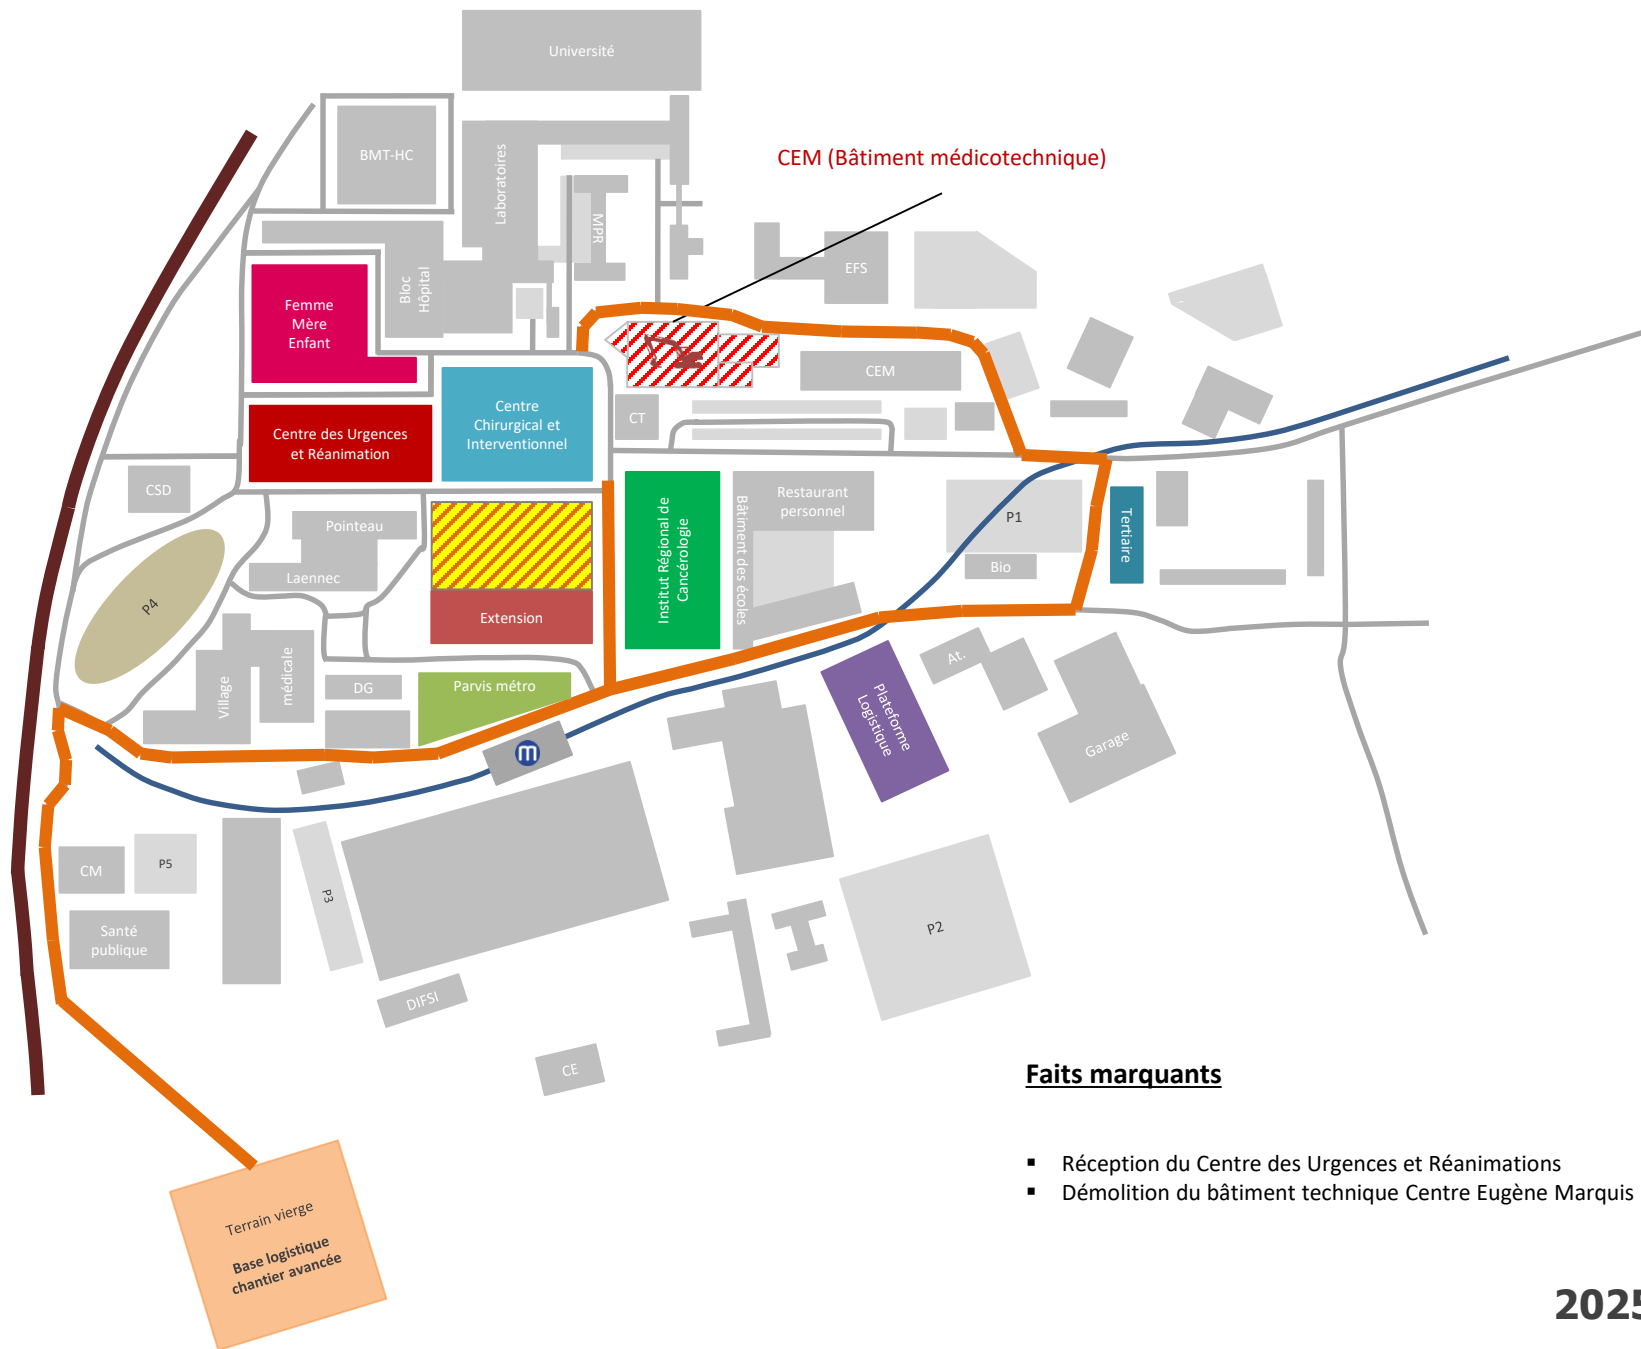 Université
BMT-HC
Laboratoires
CEM (Bâtiment médicotechnique)
MPR
EFS
Bloc
Hôpital
Femme
Mère
Enfant
CEM
Centre
Chirurgical et
Interventionnel
CT
Centre des Urgences
et Réanimation
CSD
Pointeau
Laennec
Institut Régional de
Cancérologie
Bâtiment des écoles
Restaurant
personnel
P1
Bio
Tertiaire
P4
Extension
Village
médicale
DG
Parvis métro
m
At.
Plateforme
Logistique
Garage
CM
P5
P3
Santé
publique
P2
DIFSI
CE
Faits marquants
▪ Réception du Centre des Urgences et Réanimations
▪ Démolition du bâtiment technique Centre Eugène Marquis
Terrain vierge
Base logistique
chantier avancée
2025